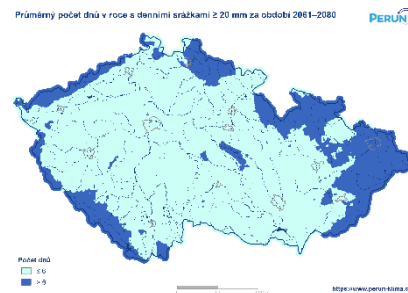 Průměrný počet dnů v roce s denními srážkami ≥ 20 mm za období 2061–2080
PERUN
Počet dnů
≤ 6
> 6
https://www.perun-klima.cz